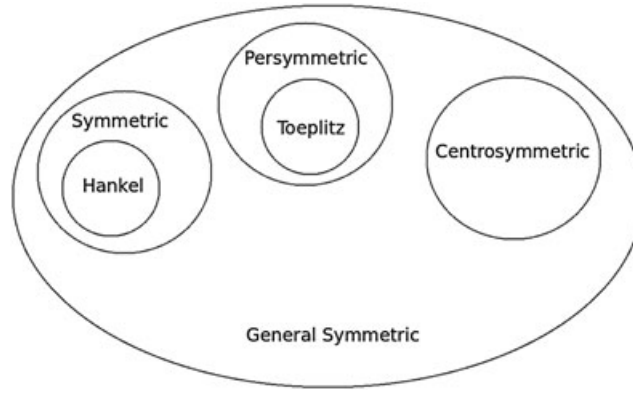 Persymmetric
Toeplitz
Symmetric
Hankel
Centrosymmetric
General Symmetric